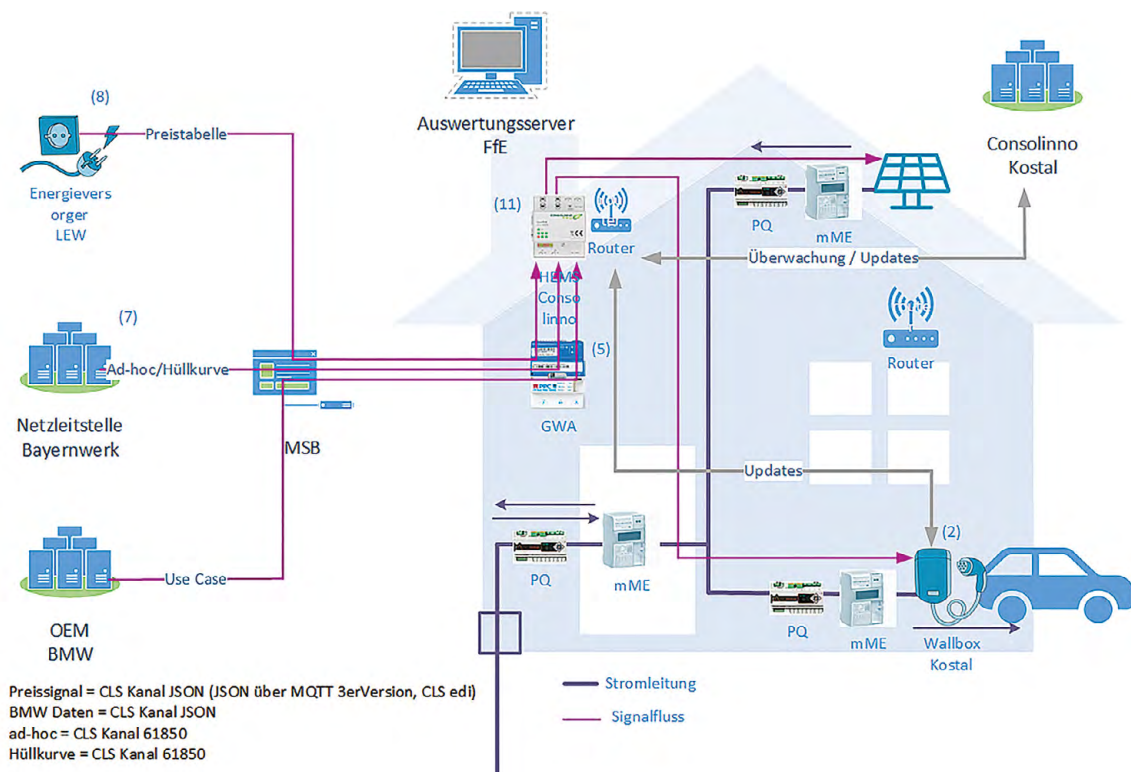 Auswertungsserver
FfE
(8)
Preistabelle
Energievers
orger
LEW
Consolinno
Kostal
(11)
Router
PQ
mME
Überwachung / Updates
HEMS
Conso
linno
(7)
Ad-hoc/Hüllkurve
(5)
Router
PPC
GWA
Netzleitstelle
Bayernwerk
MSB
Updates
(2)
Use Case
PQ
mME
OEM
BMW
PQ
mME
Wallbox
Kostal
Preissignal = CLS Kanal JSON (JSON über MQTT 3erVersion, CLS edi)
BMW Daten = CLS Kanal JSON
ad-hoc = CLS Kanal 61850
Hüllkurve = CLS Kanal 61850
Stromleitung
Signalfluss